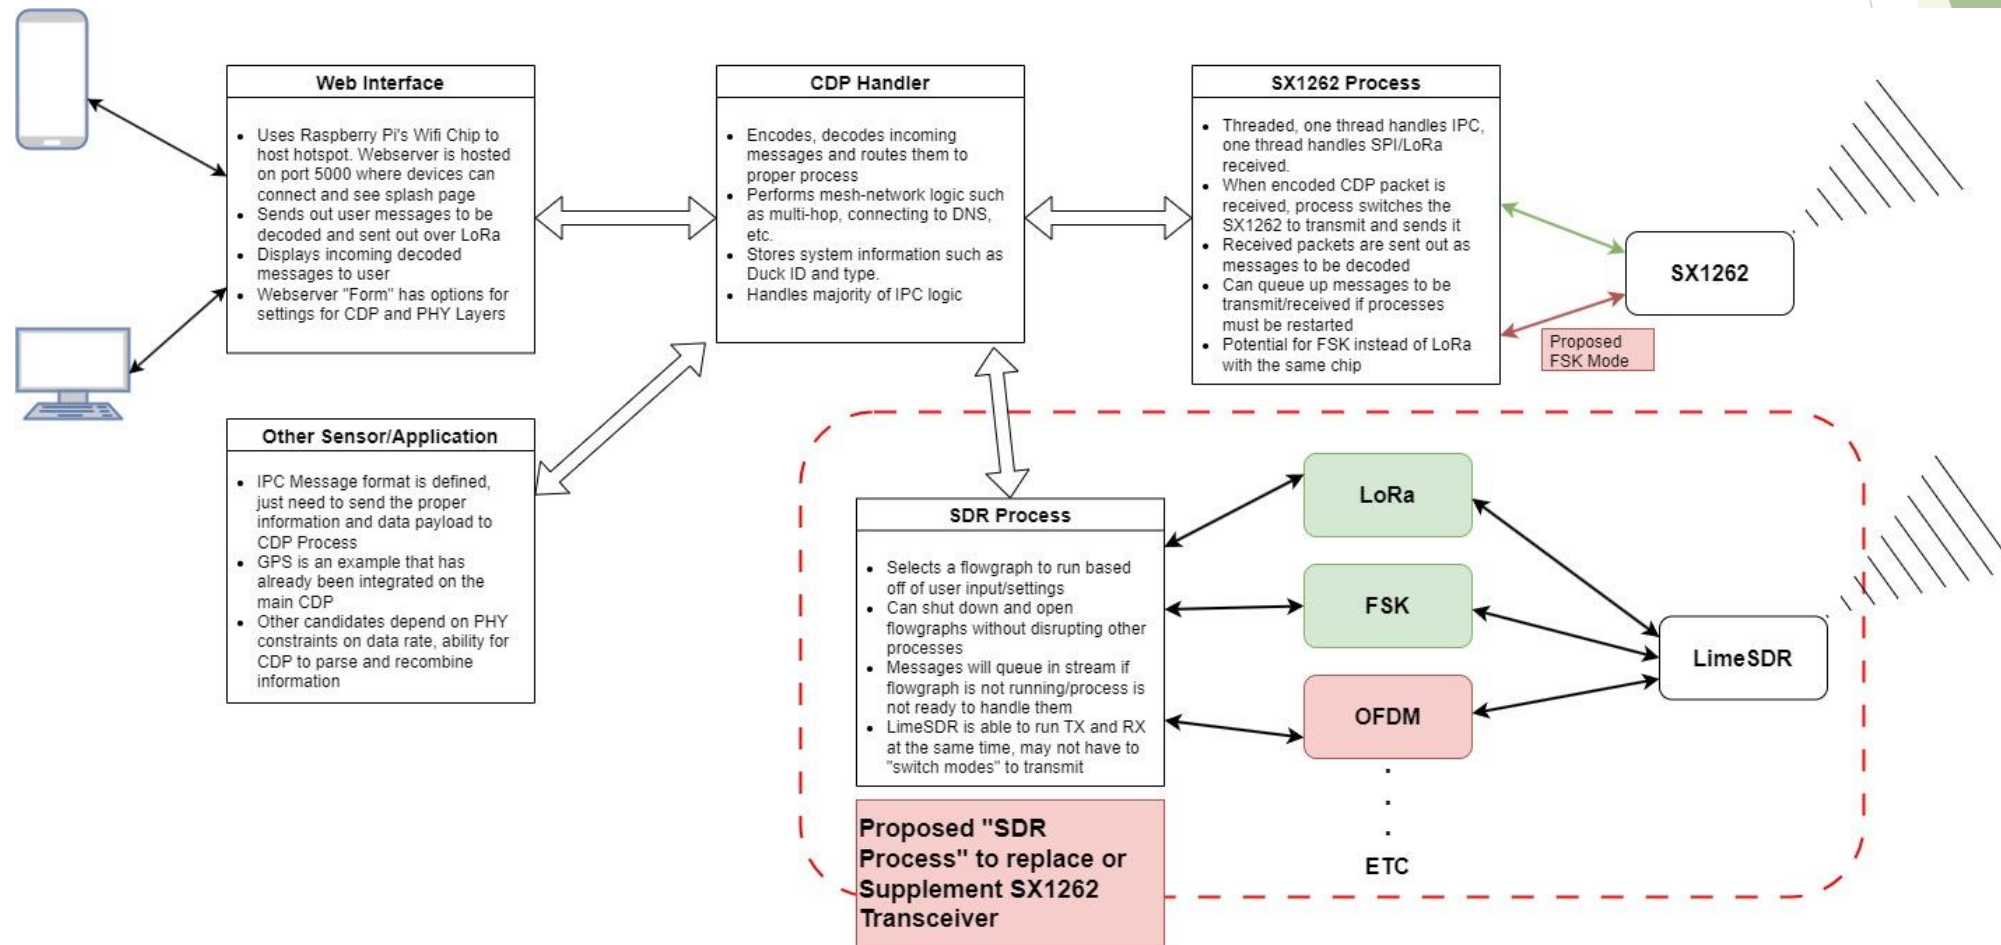 Web Interface
• Uses Raspberry Pi's Wifi Chip to
host hotspot. Webserver is hosted
on port 5000 where devices can
connect and see splash page
• Sends out user messages to be
decoded and sent out over LoRa
• Displays incoming decoded
messages to user
• Webserver "Form" has options for
settings for CDP and PHY Layers
CDP Handler
• Encodes, decodes incoming
messages and routes them to
proper process
• Performs mesh-network logic such
as multi-hop, connecting to DNS,
etc.
• Stores system information such as
Duck ID and type.
• Handles majority of IPC logic
SX1262 Process
• Threaded, one thread handles IPC,
one thread handles SPI/LoRa
received.
• When encoded CDP packet is
received, process switches the
SX1262 to transmit and sends it
• Received packets are sent out as
messages to be decoded
• Can queue up messages to be
transmit/received if processes
must be restarted
• Potential for FSK instead of LoRa
with the same chip
SX1262
Proposed
FSK Mode
Other Sensor/Application
• IPC Message format is defined,
just need to send the proper
information and data payload to
CDP Process
• GPS is an example that has
already been integrated on the
main CDP
• Other candidates depend on PHY
constraints on data rate, ability for
CDP to parse and recombine
information
SDR Process
• Selects a flowgraph to run based
off of user input/settings
• Can shut down and open
flowgraphs without disrupting other
processes
• Messages will queue in stream if
flowgraph is not running/process is
not ready to handle them
• LimeSDR is able to run TX and RX
at the same time, may not have to
"switch modes" to transmit
Proposed "SDR
Process" to replace or
Supplement SX1262
Transceiver
LoRa
FSK
OFDM
.
.
.
ETC
LimeSDR